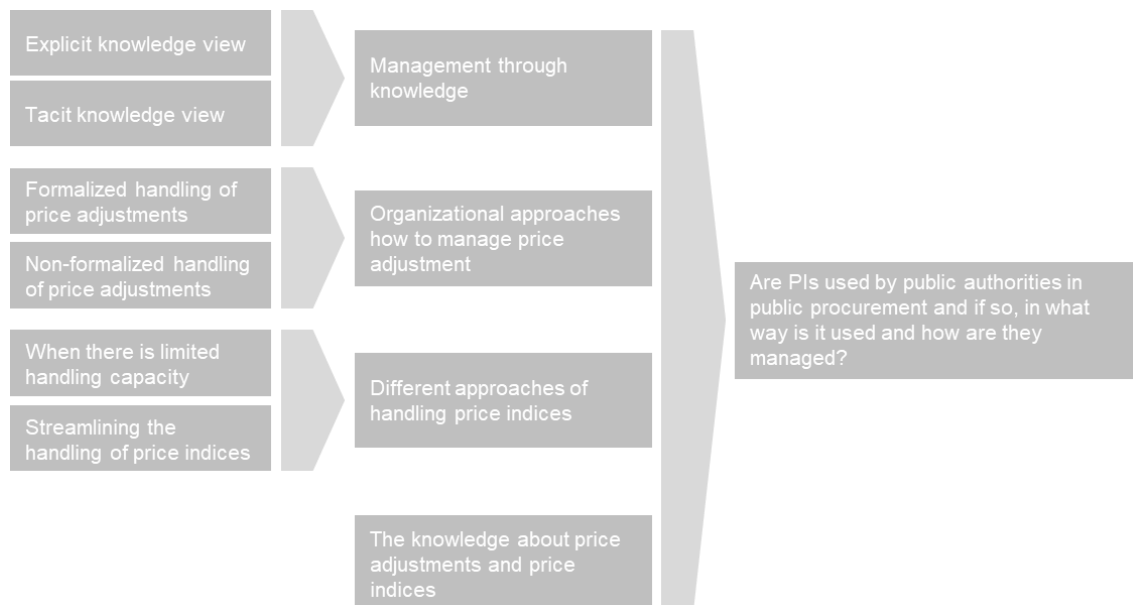 Explicit knowledge view
Tacit knowledge view
Management through
knowledge
Formalized handling of
price adjustments
Non-formalized handling
of price adjustments
Organizational approaches
how to manage price
adjustment
When there is limited
handling capacity
Streamlining the
handling of price indices
Different approaches of
handling price indices
The knowledge about price
adjustments and price
indices
Are PIs used by public authorities in
public procurement and if so, in what
way is it used and how are they
managed?